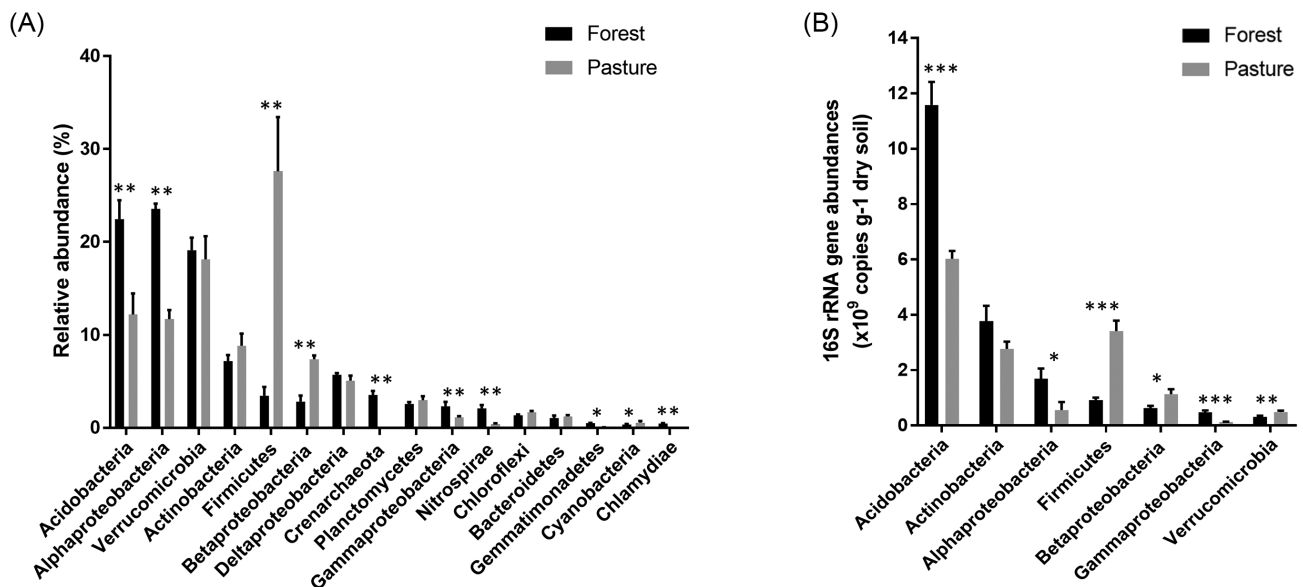 (A)
Forest
Pasture
Relative abundance (%)
40
30
20
10
0
**
**
**
**
**
**
**
*
*
**
Acidobacteria
Alphaproteobacteria
Verrucomicrobia
Actinobacteria
Firmicutes
Betaproteobacteria
Deltaproteobacteria
Crenarchaeota
Planctomycetes
Gammaproteobacteria
Nitrospirae
Chloroflexi
Bacteroidetes
Gemmatimonadetes
Cyanobacteria
Chlamydiae
(B)
Forest
Pasture
16S rRNA gene abundances
(x10⁹ copies g-1 dry soil)
14
12
10
8
6
4
2
0
***
*
***
*
***
**
Acidobacteria
Actinobacteria
Alphaproteobacteria
Firmicutes
Betaproteobacteria
Gammaproteobacteria
Verrucomicrobia